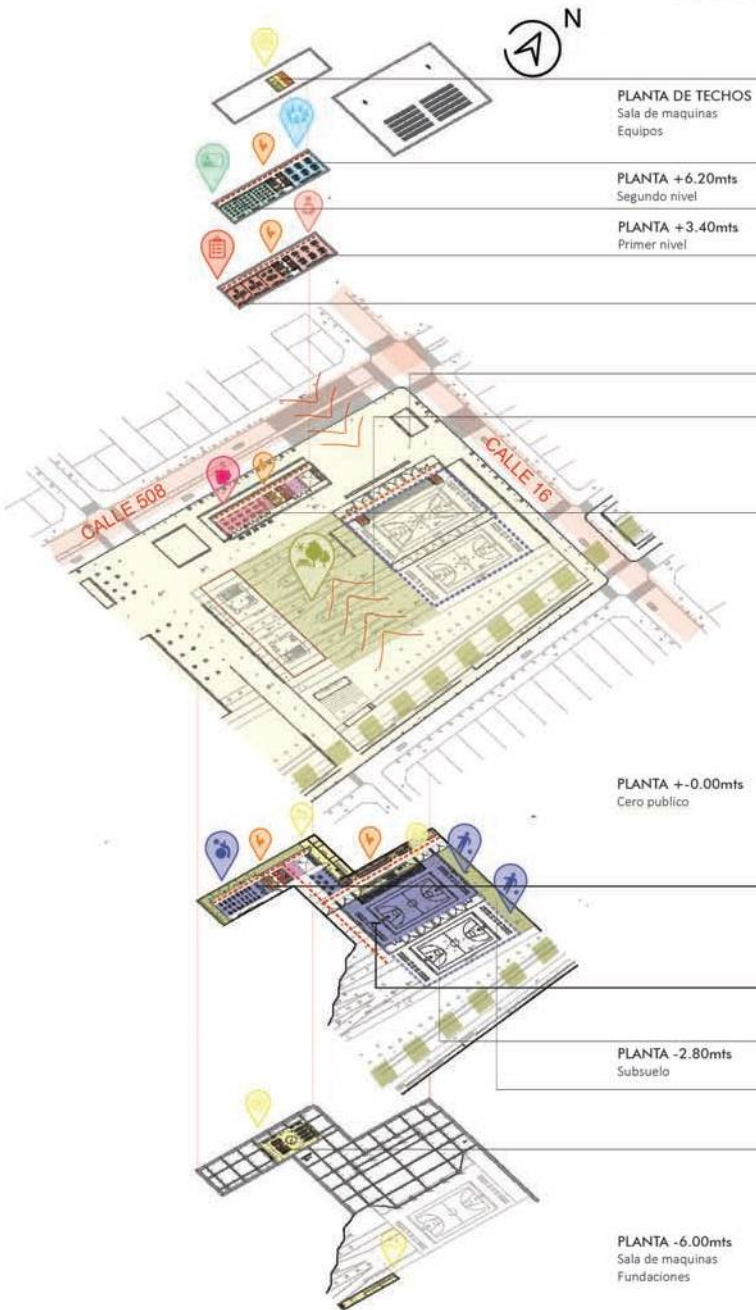 N
PLANTA DE TECHOS
Sala de maquinas
Equipos
PLANTA +6.20mts
Segundo nivel
PLANTA +3.40mts
Primer nivel
CALLE 508
CALLE 16
PLANTA +-0.00mts
Cero publico
PLANTA -2.80mts
Subsuelo
PLANTA -6.00mts
Sala de maquinas
Fundaciones